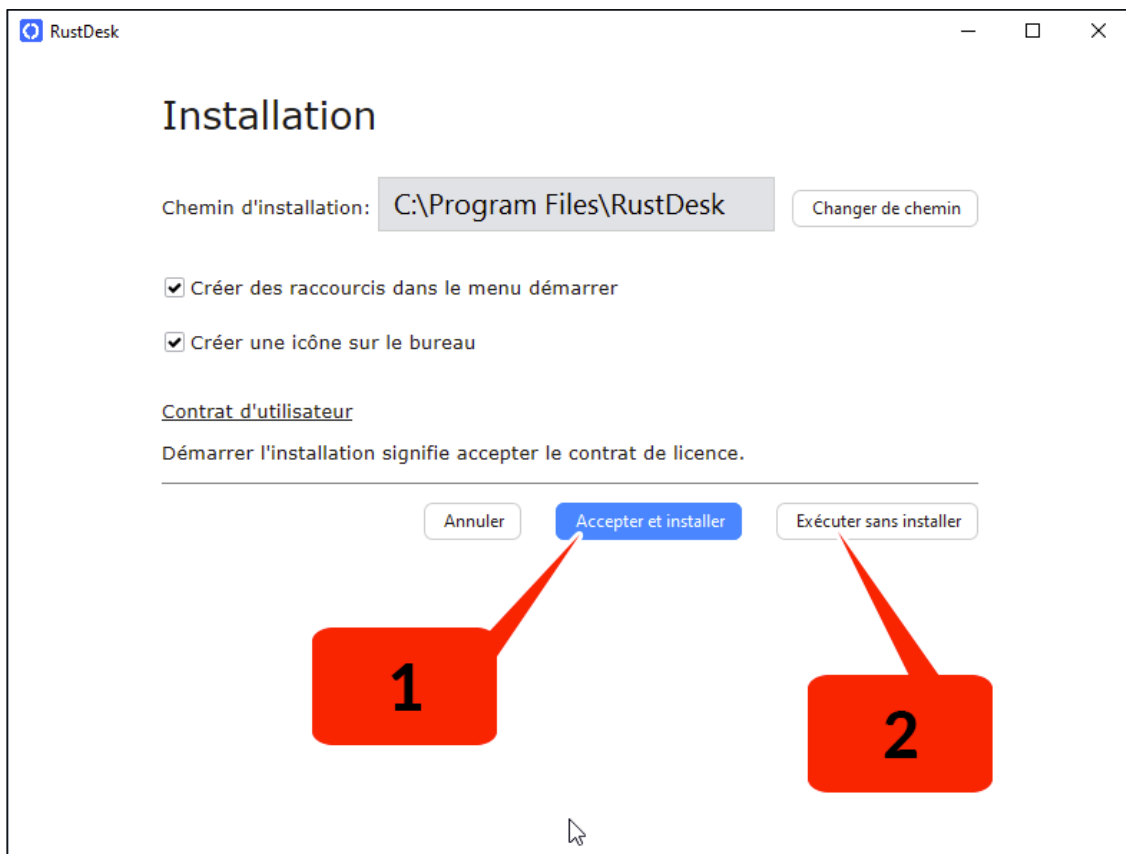 RustDesk
Installation
Chemin d'installation: C:\Program Files\RustDesk Changer de chemin
Créer des raccourcis dans le menu démarrer
Créer une icône sur le bureau
Contrat d'utilisateur
Démarrer l'installation signifie accepter le contrat de licence.
Annuler Accepter et installer Exécuter sans installer
1
2